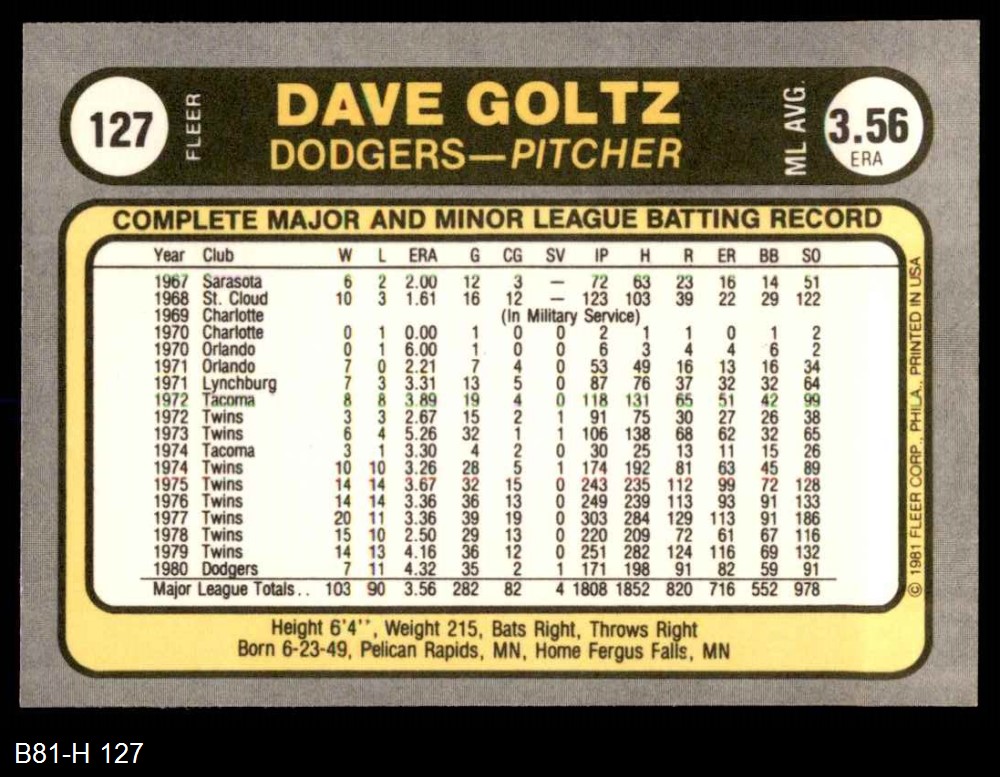 127
FLEER
DAVE GOLTZ
DODGERS—PITCHER
ML AVG.
3.56
ERA
COMPLETE MAJOR AND MINOR LEAGUE BATTING RECORD
Year Club W L ERA G CG SV IP H R ER BB SO
1967 Sarasota 6 2 2.00 12 3 — 72 63 23 16 14 51
1968 St. Cloud 10 3 1.61 16 12 — 123 103 39 22 29 122
1969 Charlotte (In Military Service)
1970 Charlotte 0 1 0.00 1 0 0 2 1 1 0 1 2
1970 Orlando 0 1 6.00 1 0 0 6 3 4 4 6 2
1971 Orlando 7 0 2.21 7 4 0 53 49 16 13 16 34
1971 Lynchburg 7 3 3.31 13 5 0 87 76 37 32 32 64
1972 Tacoma 8 8 3.89 19 4 0 118 131 65 51 42 99
1972 Twins 3 3 2.67 15 2 1 91 75 30 27 26 38
1973 Twins 6 4 5.26 32 1 1 106 138 68 62 32 65
1974 Tacoma 3 1 3.30 4 2 0 30 25 13 11 15 26
1974 Twins 10 10 3.26 28 5 1 174 192 81 63 45 89
1975 Twins 14 14 3.67 32 15 0 243 235 112 99 72 128
1976 Twins 14 14 3.36 36 13 0 249 239 113 93 91 133
1977 Twins 20 11 3.36 39 19 0 303 284 129 113 91 186
1978 Twins 15 10 2.50 29 13 0 220 209 72 61 67 116
1979 Twins 14 13 4.16 36 12 0 251 282 124 116 69 132
1980 Dodgers 7 11 4.32 35 2 1 171 198 91 82 59 91
Major League Totals.. 103 90 3.56 282 82 4 1808 1852 820 716 552 978
© 1981 FLEER CORP., PHILA., PRINTED IN USA
Height 6'4'', Weight 215, Bats Right, Throws Right
Born 6-23-49, Pelican Rapids, MN, Home Fergus Falls, MN
B81-H 127